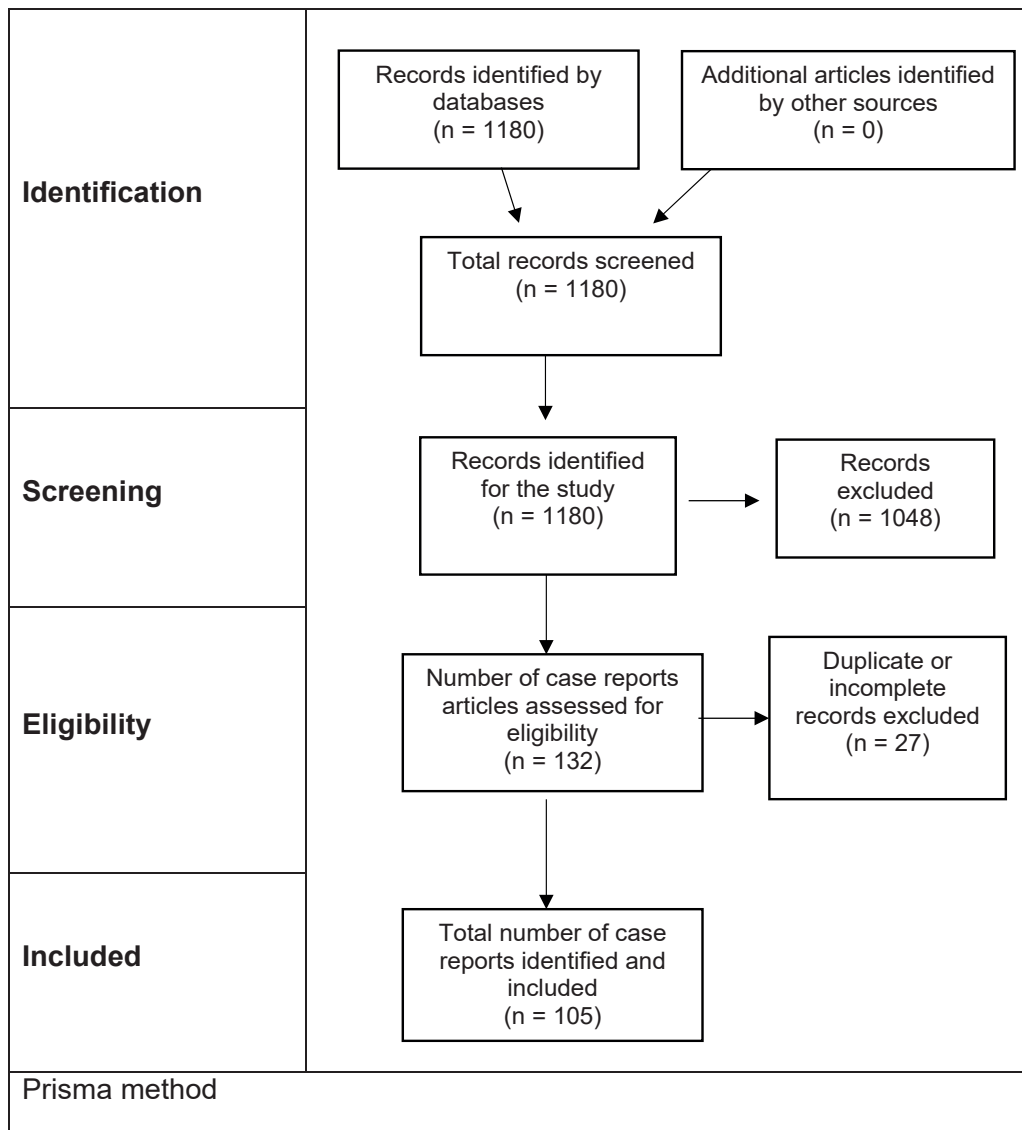 Identification
Records identified by
databases
(n = 1180)
Additional articles identified
by other sources
(n = 0)
Total records screened
(n = 1180)
Screening
Records identified
for the study
(n = 1180)
Records
excluded
(n = 1048)
Eligibility
Number of case reports
articles assessed for
eligibility
(n = 132)
Duplicate or
incomplete
records excluded
(n = 27)
Included
Total number of case
reports identified and
included
(n = 105)
Prisma method